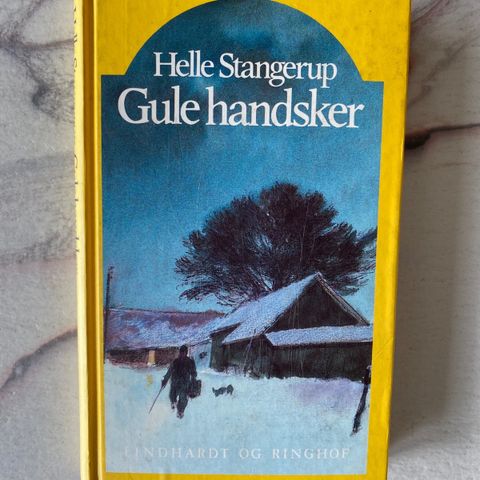 Helle Stangerup
Gule handsker
LINDHARDT OG RINGHOF